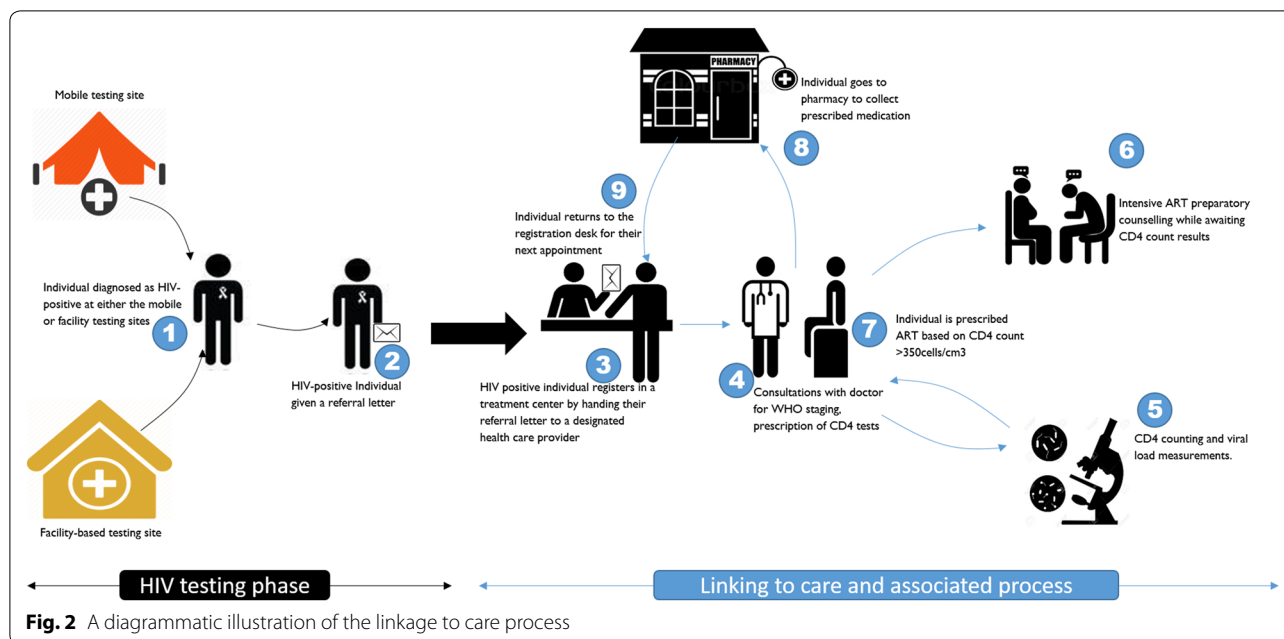 Mobile testing site
1
Individual diagnosed as HIV-
positive at either the mobile
or facility testing sites
Facility-based testing site
2
HIV-positive Individual
given a referral letter
3
HIV positive individual registers in a
treatment center by handing their
referral letter to a designated
health care provider
4
Consultations with doctor
for WHO staging,
prescription of CD4 tests
5
CD4 counting and viral
load measurements.
6
Intensive ART preparatory
counselling while awaiting
CD4 count results
7
Individual is prescribed
ART based on CD4 count
>350cells/cm3
PHARMACY
8
Individual goes to
pharmacy to collect
prescribed medication
9
Individual returns to the
registration desk for their
next appointment
HIV testing phase
Linking to care and associated process
Fig. 2 A diagrammatic illustration of the linkage to care process